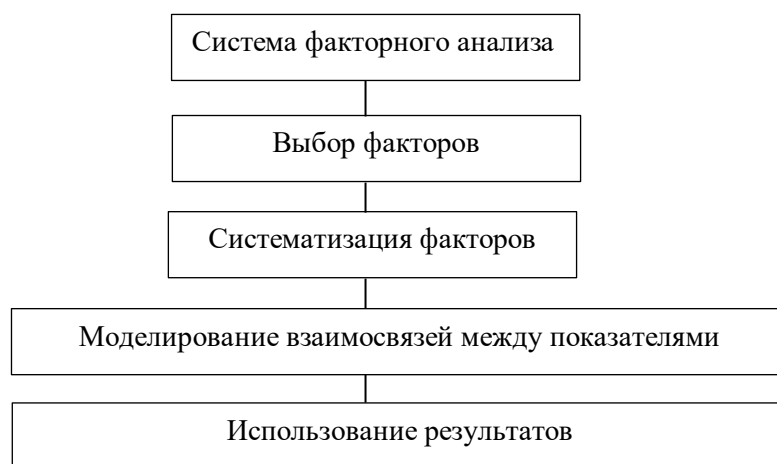 Система факторного анализа
Выбор факторов
Систематизация факторов
Моделирование взаимосвязей между показателями
Использование результатов